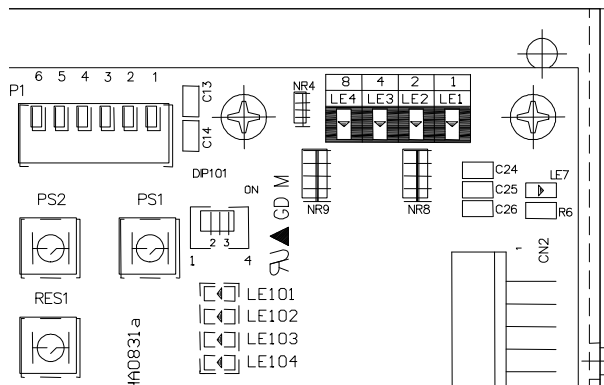 8 4 2 1
LE4 LE3 LE2 LE1
6 5 4 3 2 1
P1
C13
C14
NR4
DIP101
ON
2 3
1 4
GD M
NR9
NR8
C24
C25
C26
LE7
R6
PS2
PS1
RES1
1
CN2
LE101
LE102
LE103
LE104
HA0831a